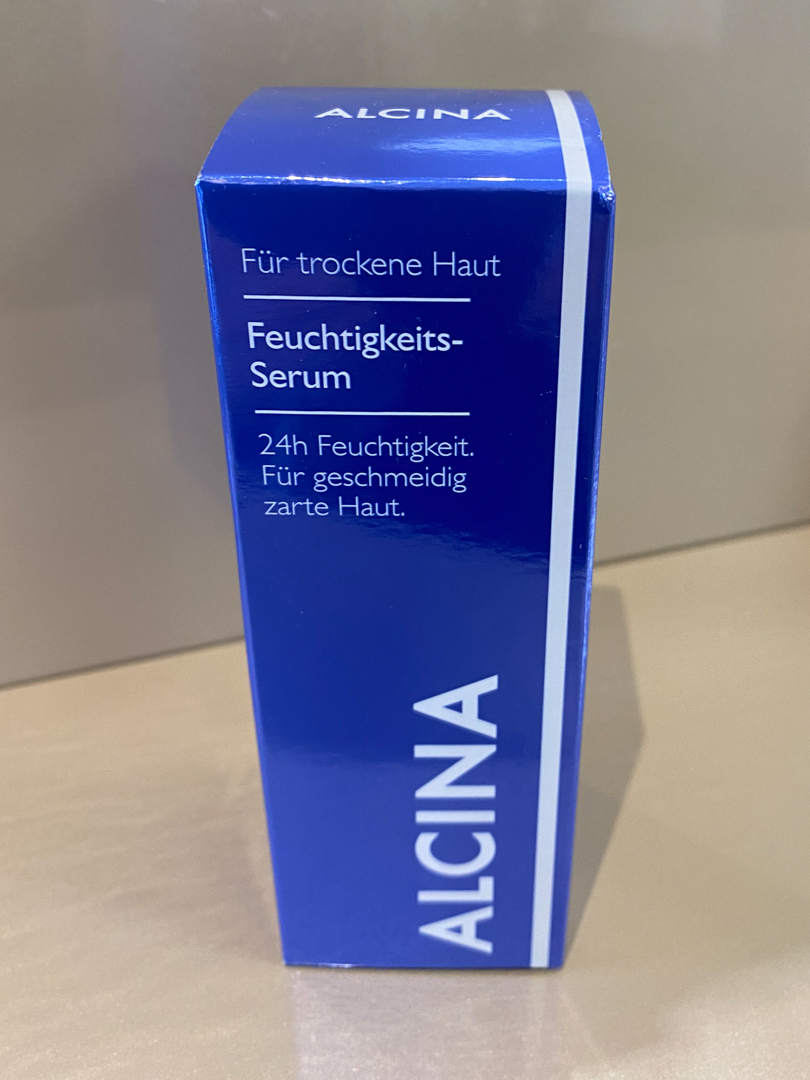 ALCINA
Für trockene Haut
Feuchtigkeits-
Serum
24h Feuchtigkeit.
Für geschmeidig
zarte Haut.
ALCINA